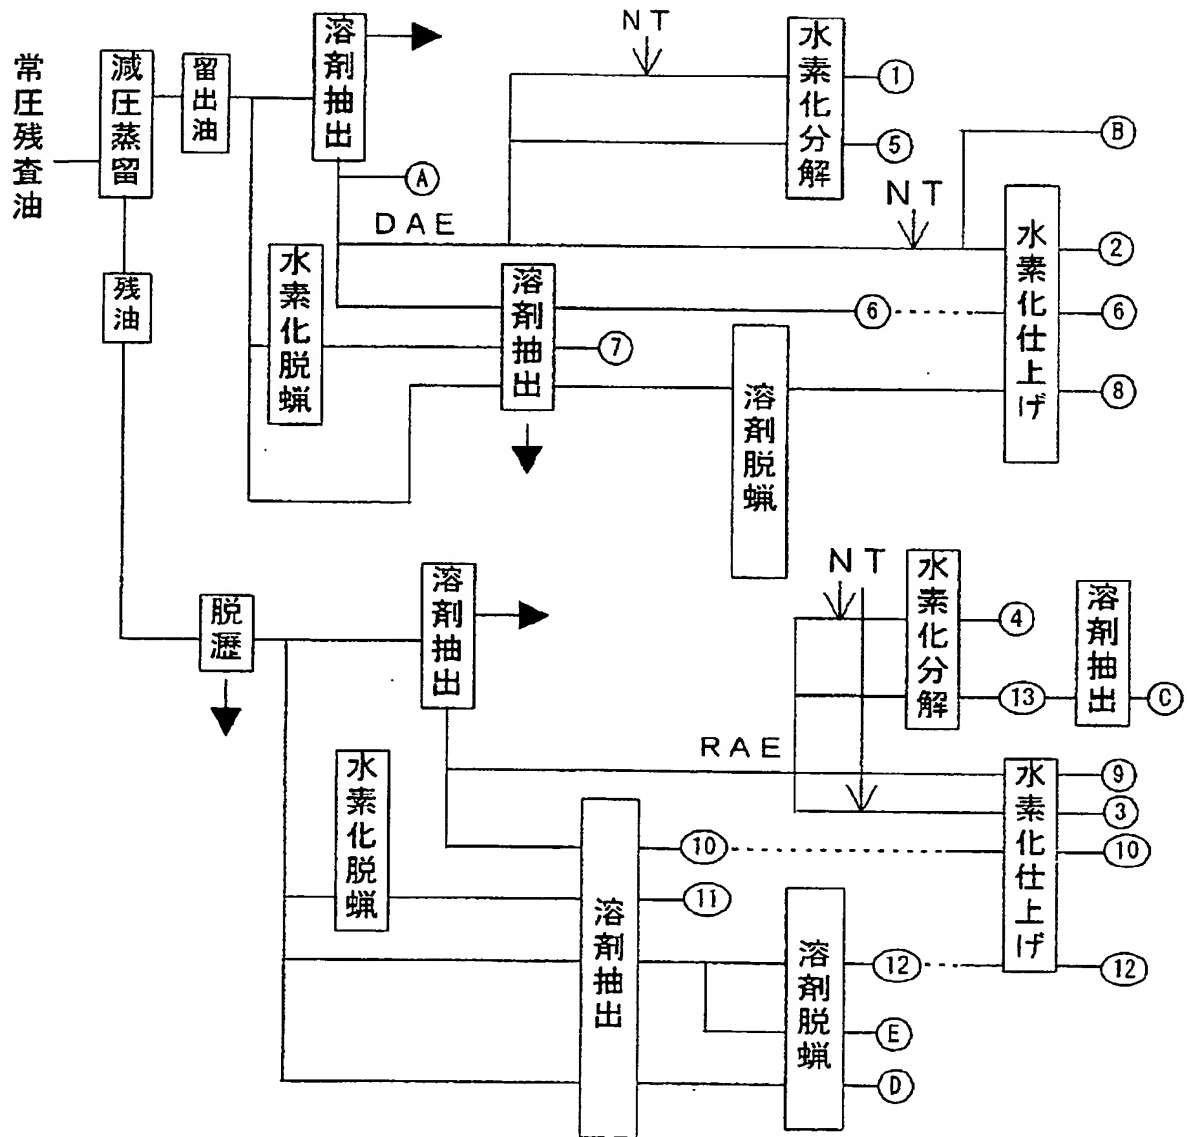 常圧残査油
減圧蒸留
留出油
溶剤抽出
NT
水素化分解
①
⑤
Ⓑ
Ⓐ
DAE
NT
水素化仕上げ
②
残油
水素化脱蝋
溶剤抽出
⑥
⑥
⑦
溶剤脱蝋
⑧
脱瀝
溶剤抽出
NT
水素化分解
④
溶剤抽出
⑬
Ⓒ
RAE
水素化脱蝋
水素化仕上げ
⑨
③
⑩
⑩
⑪
溶剤抽出
溶剤脱蝋
⑫
⑫
Ⓔ
Ⓓ